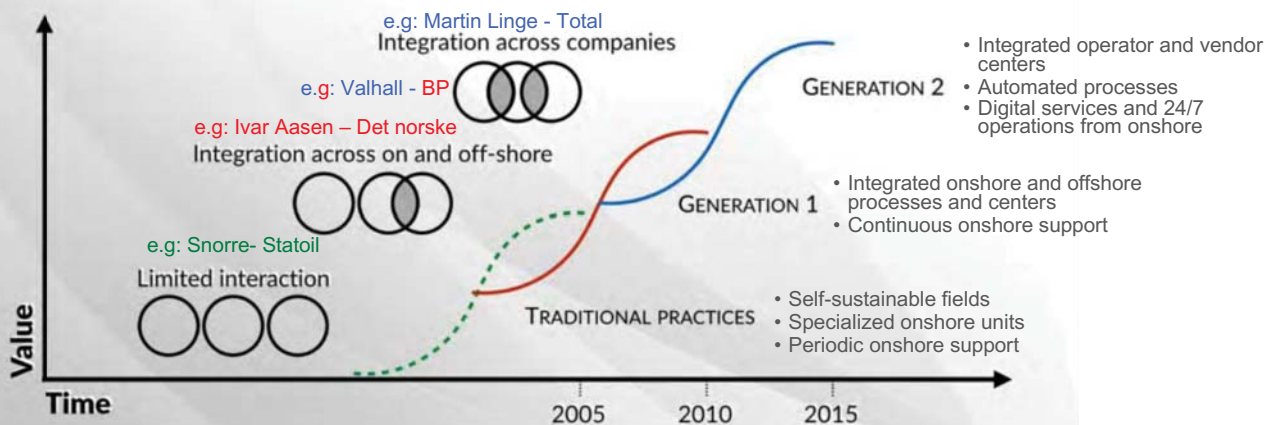 e.g: Martin Linge - Total
Integration across companies
e.g: Valhall - BP
e.g: Ivar Aasen – Det norske
Integration across on and off-shore
e.g: Snorre- Statoil
Limited interaction
GENERATION 2
• Integrated operator and vendor
centers
• Automated processes
• Digital services and 24/7
operations from onshore
GENERATION 1
• Integrated onshore and offshore
processes and centers
• Continuous onshore support
TRADITIONAL PRACTICES
• Self-sustainable fields
• Specialized onshore units
• Periodic onshore support
Value
Time
2005
2010
2015